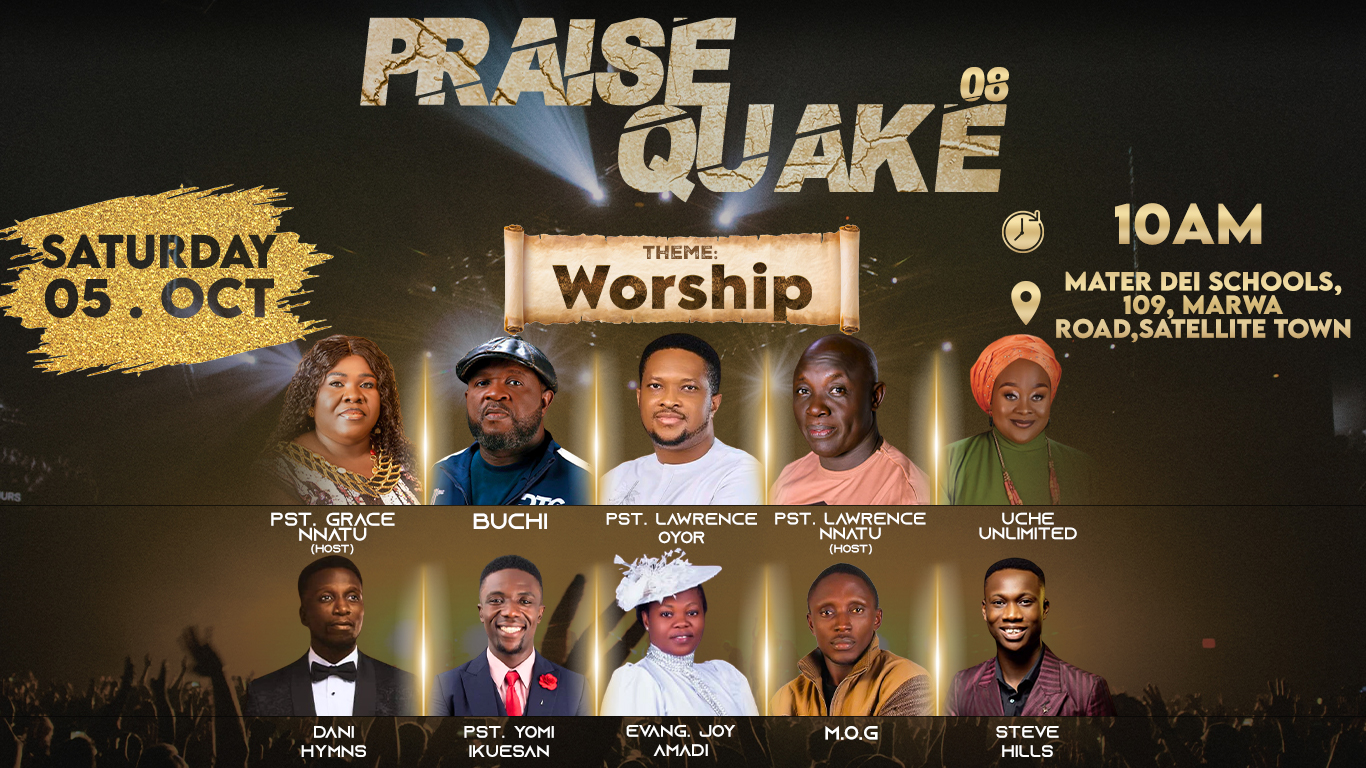 PRAISE
QUAKE 08
SATURDAY
05 . OCT
THEME:
Worship
10AM
MATER DEI SCHOOLS,
109, MARWA
ROAD,SATELLITE TOWN
OURS
PST. GRACE
NNATU
(HOST)
BUCHI
PST. LAWRENCE
OYOR
PST. LAWRENCE
NNATU
(HOST)
UCHE
UNLIMITED
DANI
HYMNS
PST. YOMI
IKUESAN
EVANG. JOY
AMADI
M.O.G
STEVE
HILLS